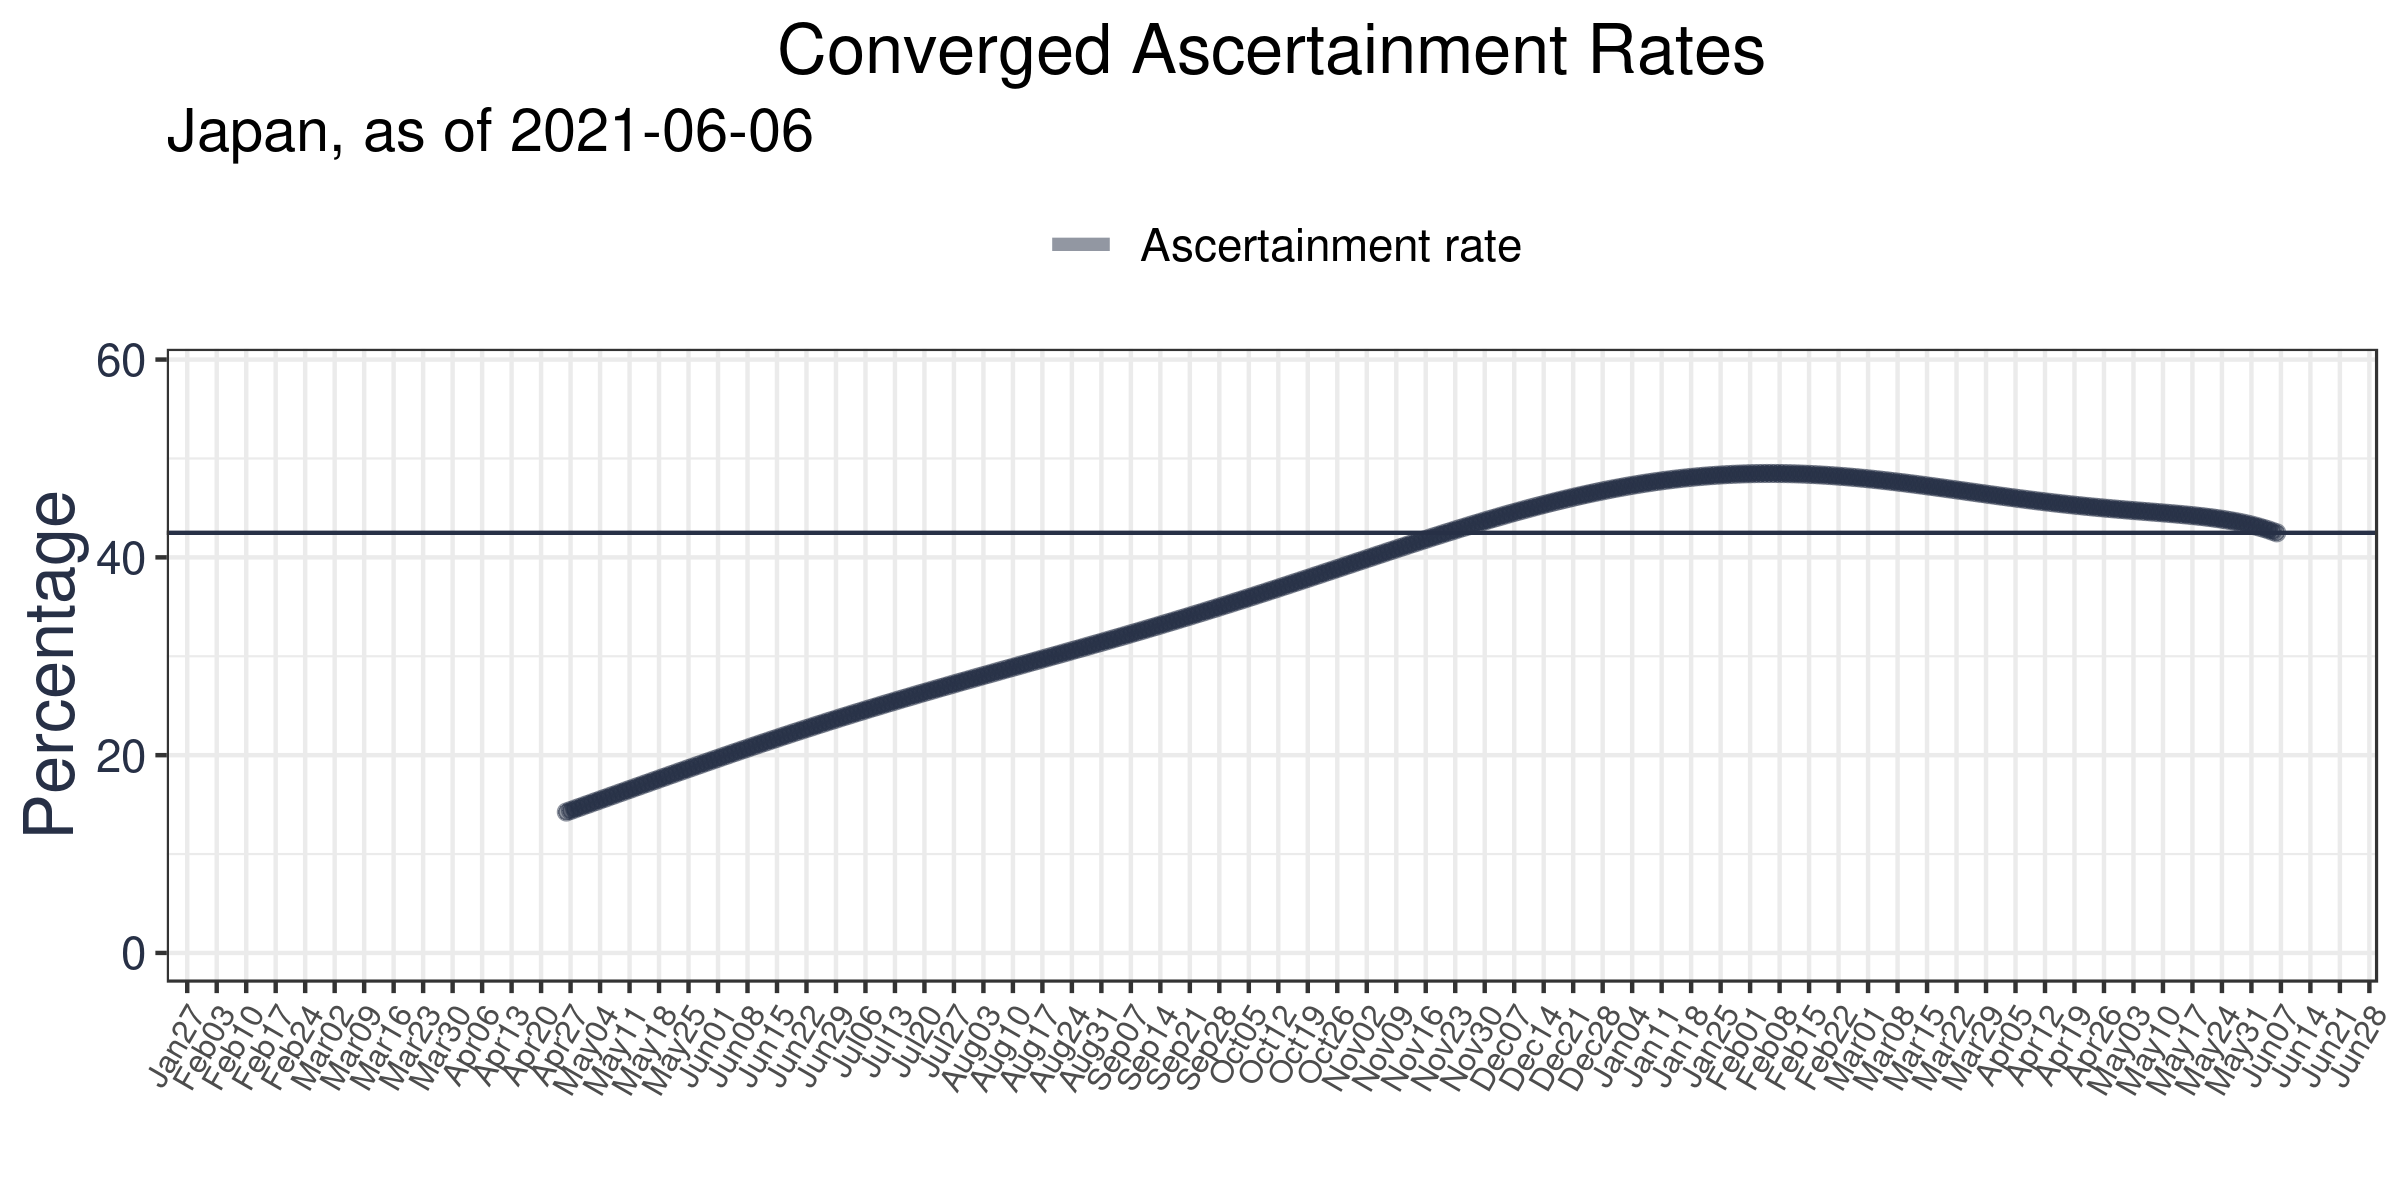 Converged Ascertainment Rates
Japan, as of 2021-06-06
Ascertainment rate
Percentage
60
40
20
0
Jan27 Feb03 Feb10 Feb17 Feb24 Mar02 Mar09 Mar16 Mar23 Mar30 Apr06 Apr13 Apr20 Apr27 May04 May11 May18 May25 Jun01 Jun08 Jun15 Jun22 Jun29 Jul06 Jul13 Jul20 Jul27 Aug03 Aug10 Aug17 Aug24 Aug31 Sep07 Sep14 Sep21 Sep28 Oct05 Oct12 Oct19 Oct26 Nov02 Nov09 Nov16 Nov23 Nov30 Dec07 Dec14 Dec21 Dec28 Jan04 Jan11 Jan18 Jan25 Feb01 Feb08 Feb15 Feb22 Mar01 Mar08 Mar15 Mar22 Mar29 Apr05 Apr12 Apr19 Apr26 May03 May10 May17 May24 May31 Jun07 Jun14 Jun21 Jun28